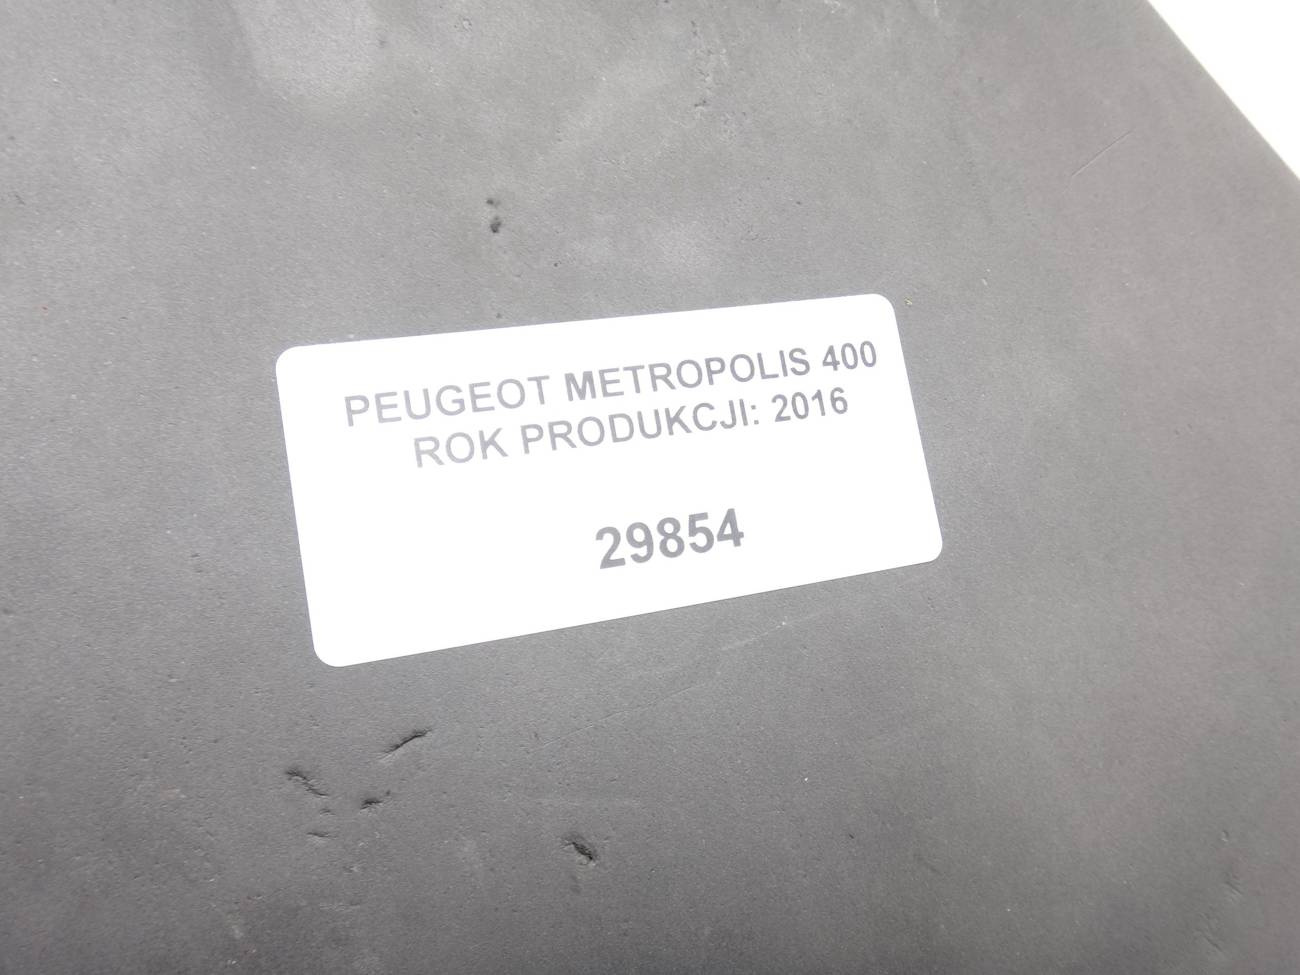 PEUGEOT METROPOLIS 400
ROK PRODUKCJI: 2016
29854